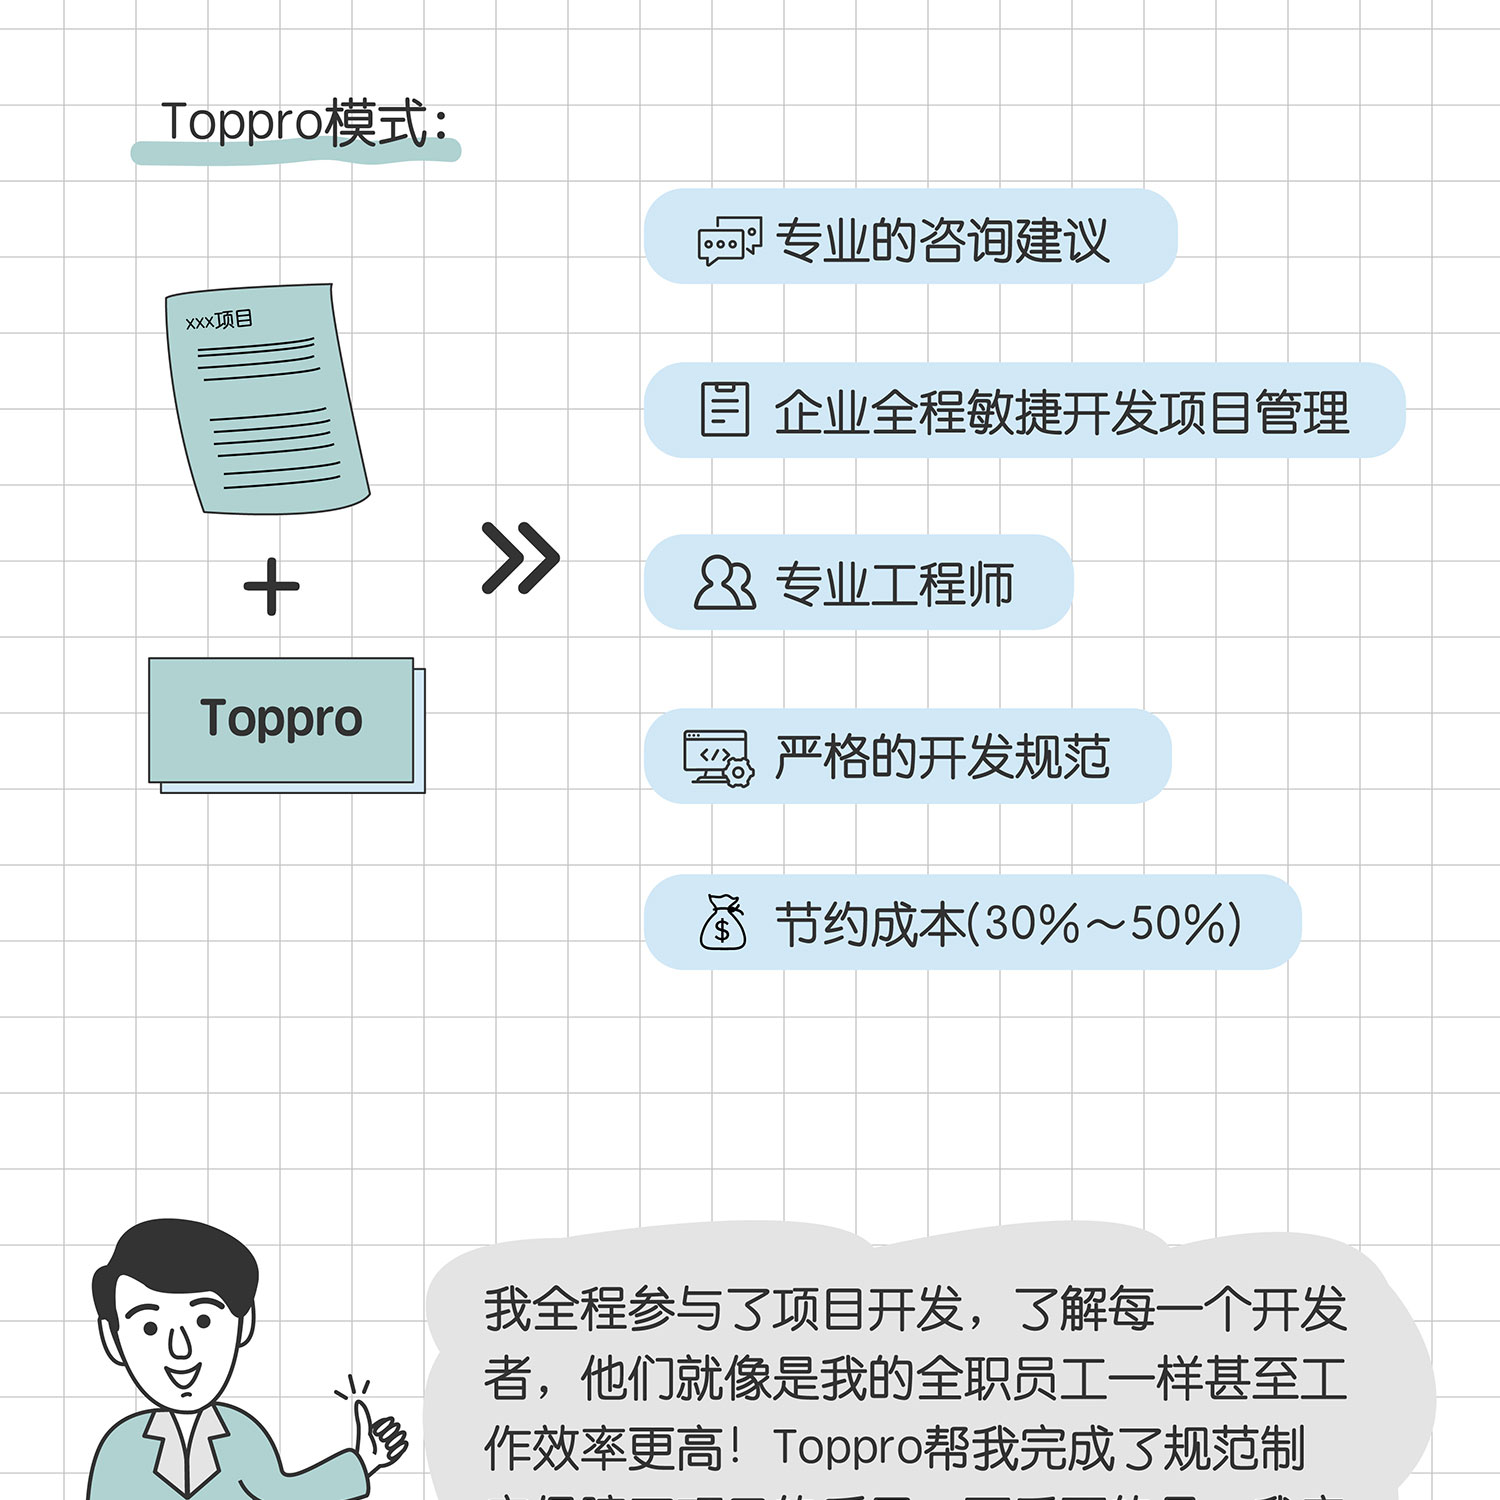 Toppro模式:
xxx项目
Toppro
专业的咨询建议
企业全程敏捷开发项目管理
专业工程师
严格的开发规范
节约成本(30%～50%)
我全程参与了项目开发，了解每一个开发
者，他们就像是我的全职员工一样甚至工
作效率更高！Toppro帮我完成了规范制